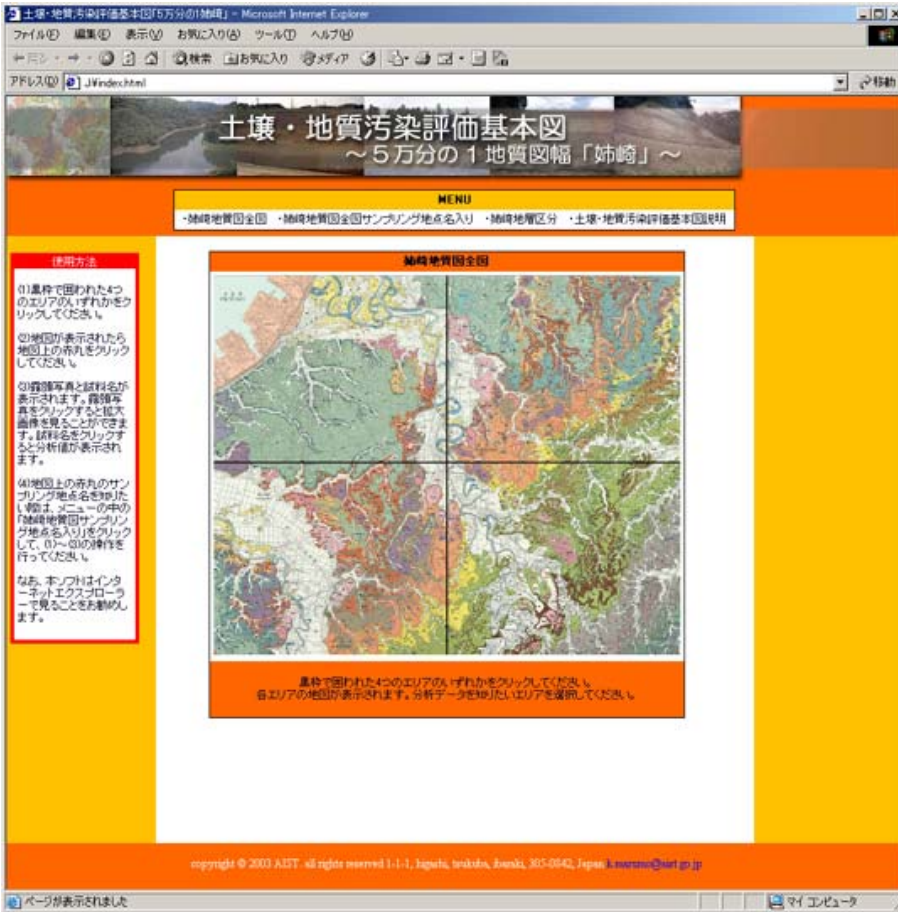 土壌・地質汚染評価基本図「5万分の1姉崎」 - Microsoft Internet Explorer
ファイル(F) 編集(E) 表示(V) お気に入り(A) ツール(T) ヘルプ(H)
戻る 検索 お気に入り メディア
アドレス(D) J:¥index.html 移動
土壌・地質汚染評価基本図
～5万分の1地質図幅「姉崎」～
MENU
・姉崎地質図全図 ・姉崎地質図全図サンプリング地点名入り ・姉崎地層区分 ・土壌・地質汚染評価基本図説明
使用方法
(1)黒枠で囲われた4つ
のエリアのいずれかをク
リックしてください。
(2)地図が表示されたら
地図上の赤丸をクリック
してください。
(3)露頭写真と試料名が
表示されます。露頭写
真をクリックすると拡大
画像を見ることができま
す。試料名をクリックす
ると分析値が表示され
ます。
(4)地図上の赤丸のサン
プリング地点名を知りた
い時は、メニューの中の
「姉崎地質図サンプリン
グ地点名入り」をクリック
して、(1)～(3)の操作を
行ってください。
なお、本ソフトはインタ
ーネットエクスプローラ
ーで見ることをお勧めし
ます。
姉崎地質図全図
黒枠で囲われた4つのエリアのいずれかをクリックしてください。
各エリアの地図が表示されます。分析データを知りたいエリアを選択してください。
copyright © 2003 AIST. all rights reserved 1-1-1, higashi, tsukuba, ibaraki, 305-0842, Japan
ページが表示されました マイ コンピュータ